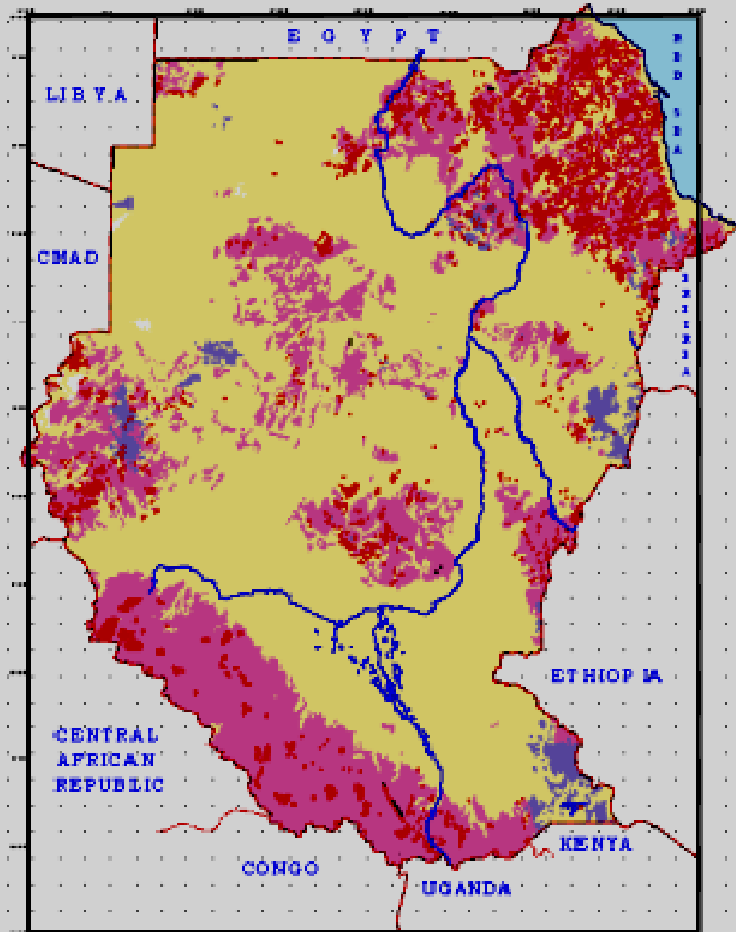 EGYPT
LIBYA
RED SEA
CHAD
ERITREA
ETHIOPIA
CENTRAL
AFRICAN
REPUBLIC
KENYA
CONGO
UGANDA